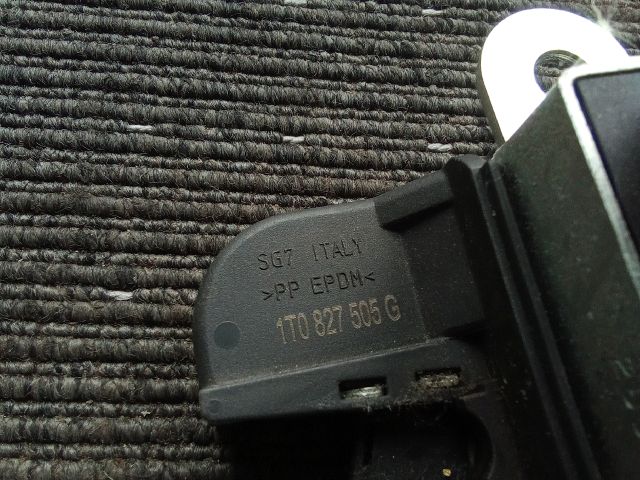 SG7 ITALY
>PP EPDM<
1T0 827 505 G